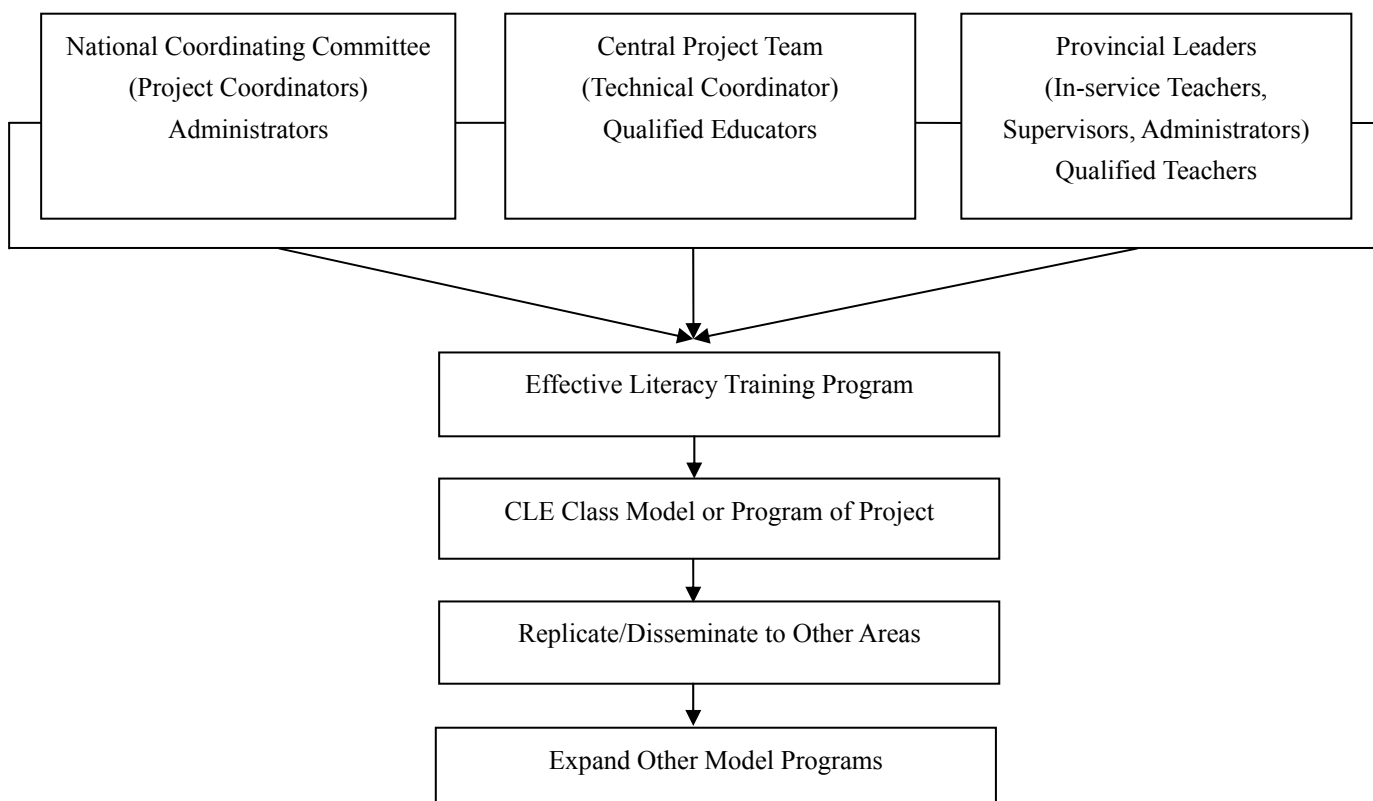 National Coordinating Committee
(Project Coordinators)
Administrators
Central Project Team
(Technical Coordinator)
Qualified Educators
Provincial Leaders
(In-service Teachers,
Supervisors, Administrators)
Qualified Teachers
Effective Literacy Training Program
CLE Class Model or Program of Project
Replicate/Disseminate to Other Areas
Expand Other Model Programs